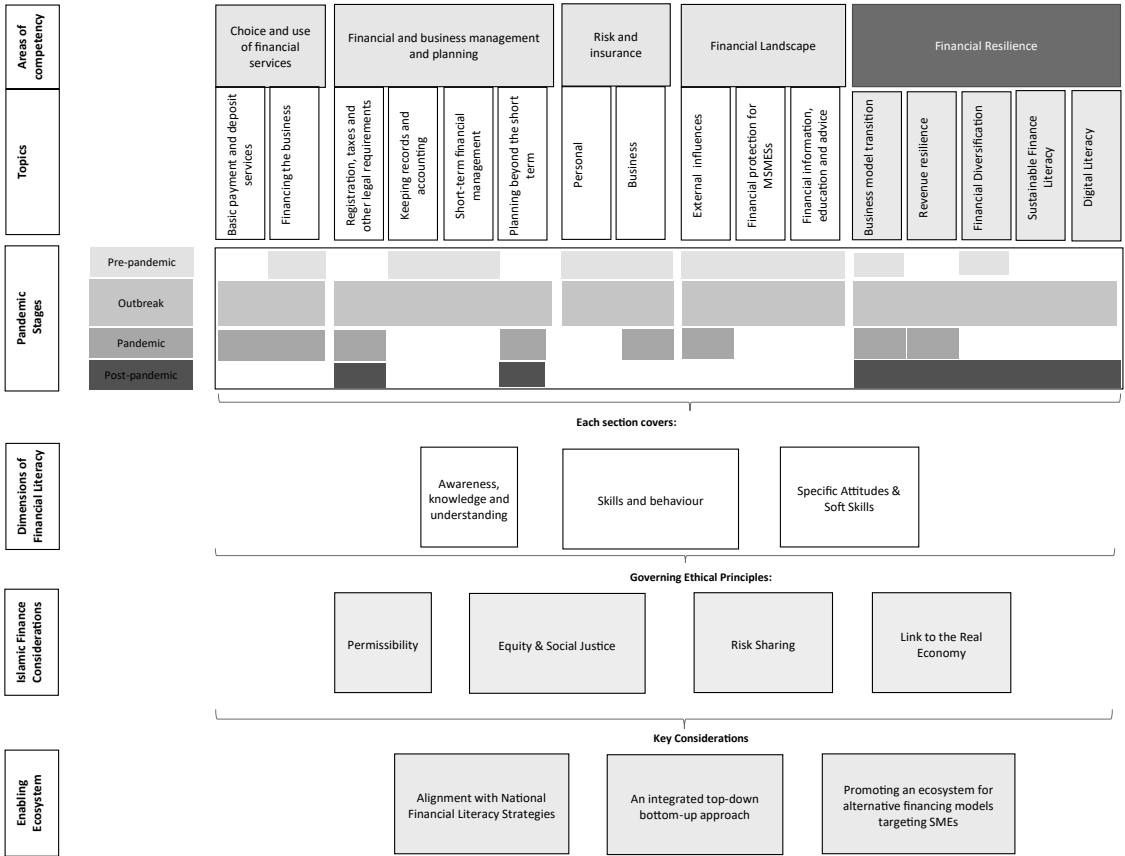 Areas of
competency
Choice and use
of financial
services
Financial and business management
and planning
Risk and
insurance
Financial Landscape
Financial Resilience
Topics
Basic payment and deposit
services
Financing the business
Registration, taxes and
other legal requirements
Keeping records and
accounting
Short-term financial
management
Planning beyond the short
term
Personal
Business
External influences
Financial protection for
MSMESs
Financial information,
education and advice
Business model transition
Revenue resilience
Financial Diversification
Sustainable Finance
Literacy
Digital Literacy
Pandemic
Stages
Pre-pandemic
Outbreak
Pandemic
Post-pandemic
Each section covers:
Dimensions of
Financial Literacy
Awareness,
knowledge and
understanding
Skills and behaviour
Specific Attitudes &
Soft Skills
Governing Ethical Principles:
Islamic Finance
Considerations
Permissibility
Equity & Social Justice
Risk Sharing
Link to the Real
Economy
Key Considerations
Enabling
Ecosystem
Alignment with National
Financial Literacy Strategies
An integrated top-down
bottom-up approach
Promoting an ecosystem for
alternative financing models
targeting SMEs